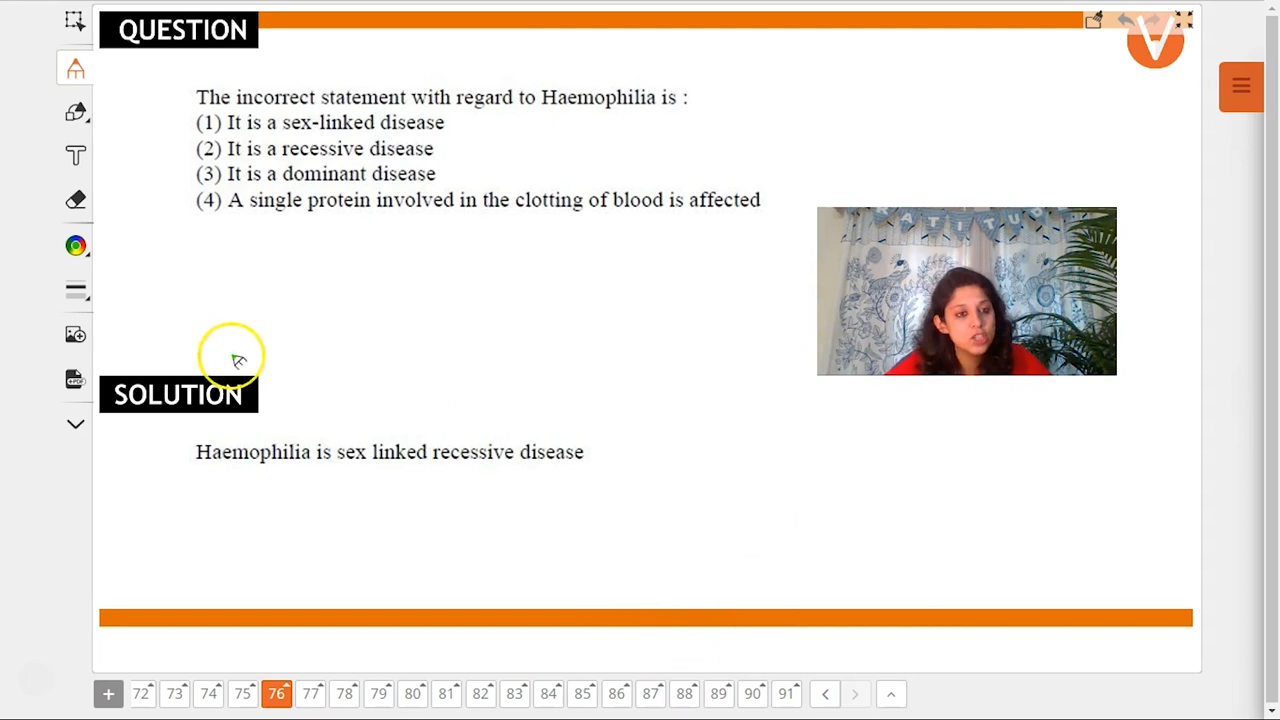 QUESTION
The incorrect statement with regard to Haemophilia is :
(1) It is a sex-linked disease
(2) It is a recessive disease
(3) It is a dominant disease
(4) A single protein involved in the clotting of blood is affected
RATITUDE
SOLUTION
Haemophilia is sex linked recessive disease
+PDF
72 73 74 75 76 77 78 79 80 81 82 83 84 85 86 87 88 89 90 91